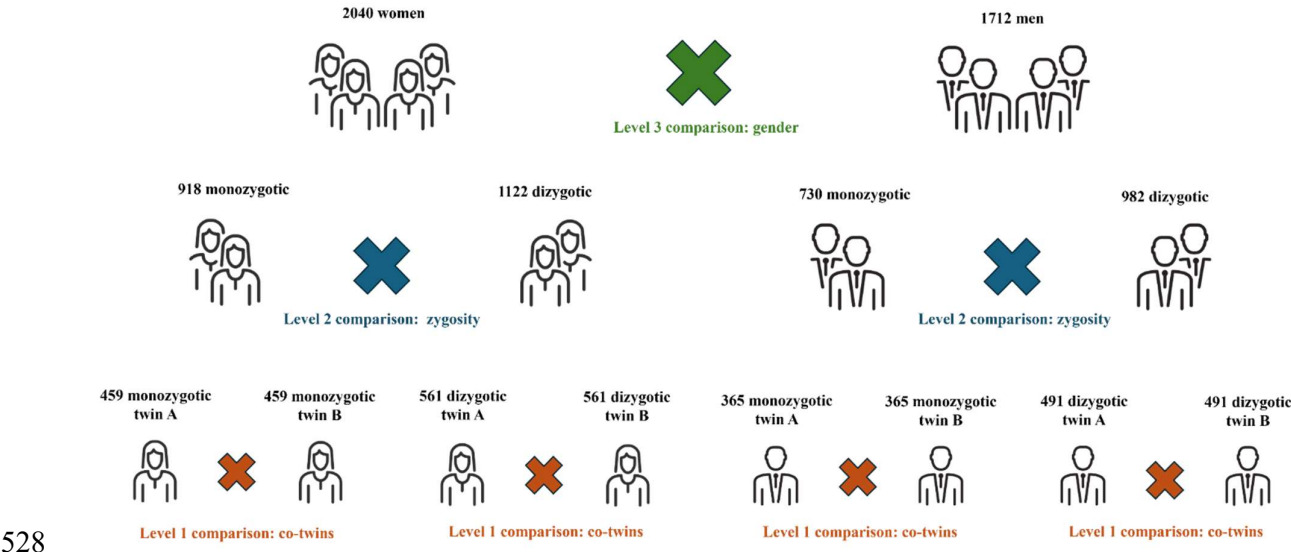 2040 women
1712 men
Level 3 comparison: gender
918 monozygotic
1122 dizygotic
730 monozygotic
982 dizygotic
Level 2 comparison: zygosity
Level 2 comparison: zygosity
459 monozygotic
twin A
459 monozygotic
twin B
561 dizygotic
twin A
561 dizygotic
twin B
365 monozygotic
twin A
365 monozygotic
twin B
491 dizygotic
twin A
491 dizygotic
twin B
Level 1 comparison: co-twins
Level 1 comparison: co-twins
Level 1 comparison: co-twins
Level 1 comparison: co-twins
528